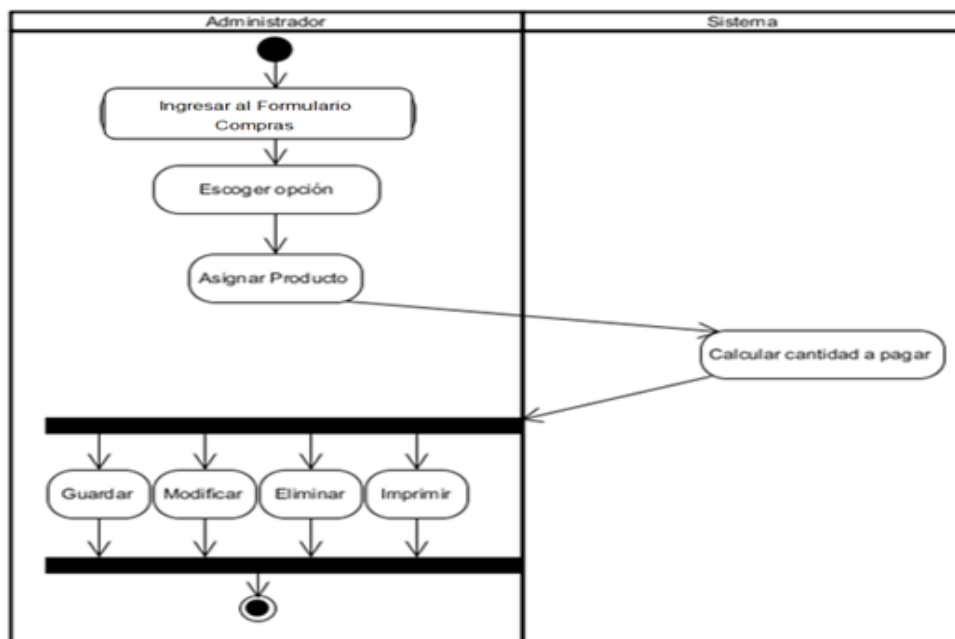 Administrador
Sistema
Ingresar al Formulario
Compras
Escoger opción
Asignar Producto
Calcular cantidad a pagar
Guardar
Modificar
Eliminar
Imprimir